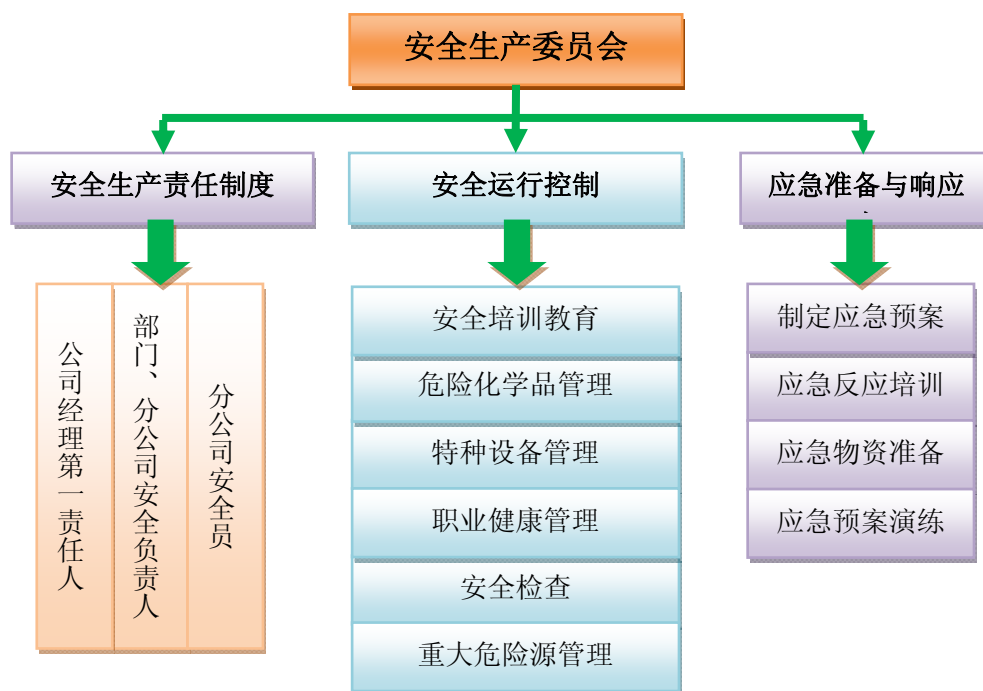 安全生产委员会
安全生产责任制度
安全运行控制
应急准备与响应
公司经理第一责任人
部门、分公司安全负责人
分公司安全员
安全培训教育
危险化学品管理
特种设备管理
职业健康管理
安全检查
重大危险源管理
制定应急预案
应急反应培训
应急物资准备
应急预案演练